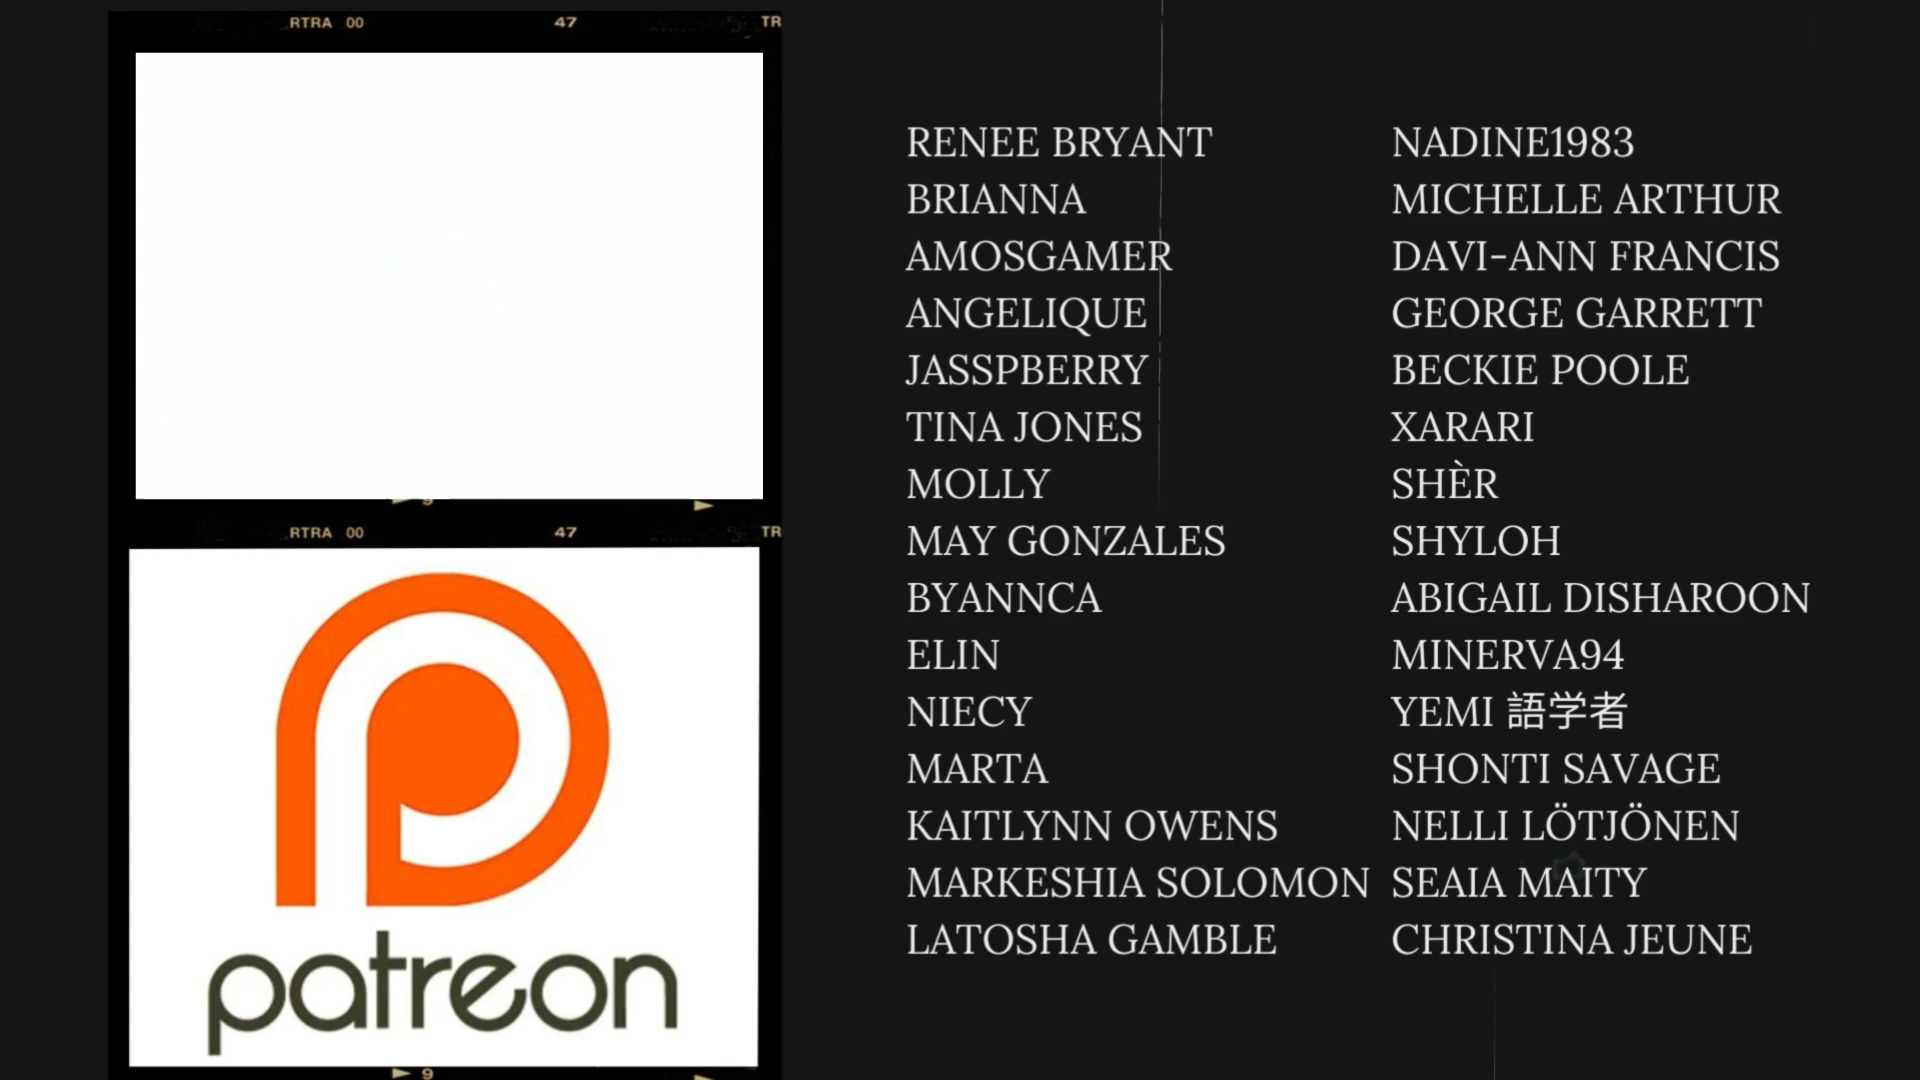 RTRA 00 47 TR
9
RTRA 00 47 TR
patreon
9
RENEE BRYANT
BRIANNA
AMOSGAMER
ANGELIQUE
JASSPBERRY
TINA JONES
MOLLY
MAY GONZALES
BYANNCA
ELIN
NIECY
MARTA
KAITLYNN OWENS
MARKESHIA SOLOMON
LATOSHA GAMBLE
NADINE1983
MICHELLE ARTHUR
DAVI-ANN FRANCIS
GEORGE GARRETT
BECKIE POOLE
XARARI
SHÈR
SHYLOH
ABIGAIL DISHAROON
MINERVA94
YEMI 語学者
SHONTI SAVAGE
NELLI LÖTJÖNEN
SEAIA MAITY
CHRISTINA JEUNE